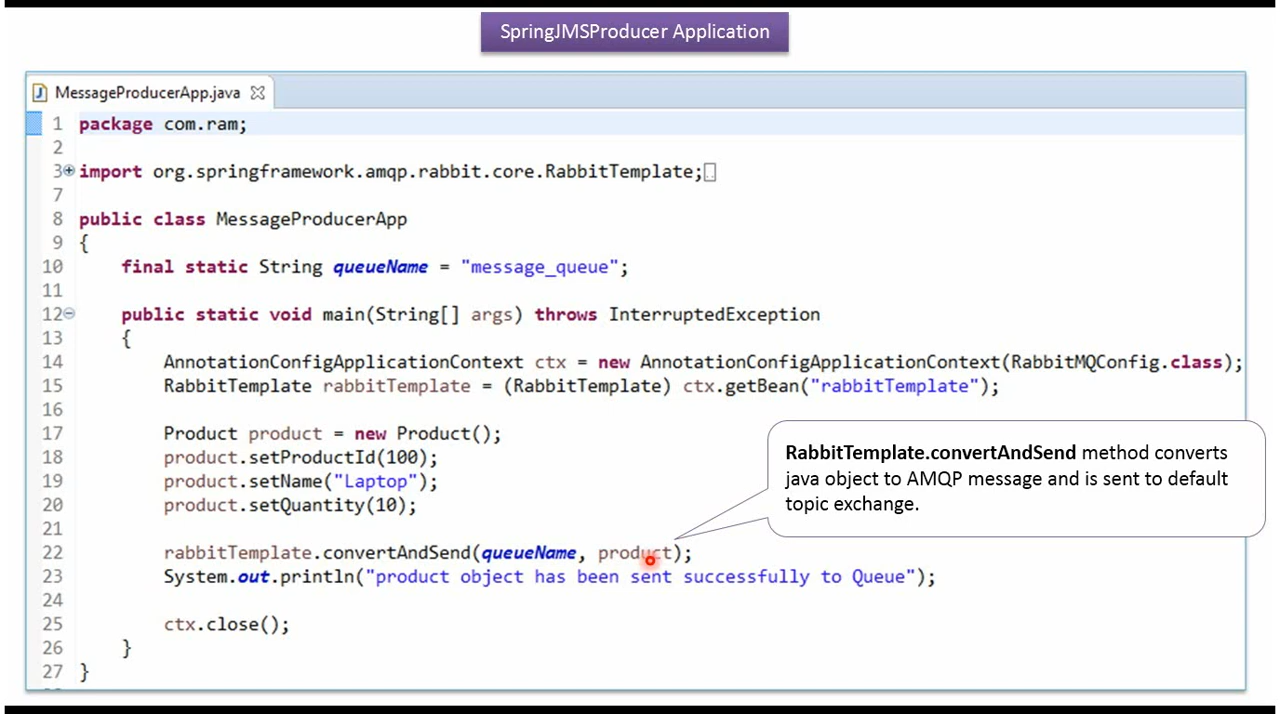 SpringJMSProducer Application
MessageProducerApp.java
1 package com.ram;
2
3 import org.springframework.amqp.rabbit.core.RabbitTemplate;
7
8 public class MessageProducerApp
9 {
10 final static String queueName = "message_queue";
11
12 public static void main(String[] args) throws InterruptedException
13 {
14 AnnotationConfigApplicationContext ctx = new AnnotationConfigApplicationContext(RabbitMQConfig.class);
15 RabbitTemplate rabbitTemplate = (RabbitTemplate) ctx.getBean("rabbitTemplate");
16
17 Product product = new Product();
18 product.setProductId(100);
19 product.setName("Laptop");
20 product.setQuantity(10);
21
RabbitTemplate.convertAndSend method converts
java object to AMQP message and is sent to default
topic exchange.
22 rabbitTemplate.convertAndSend(queueName, product);
23 System.out.println("product object has been sent successfully to Queue");
24
25 ctx.close();
26 }
27 }